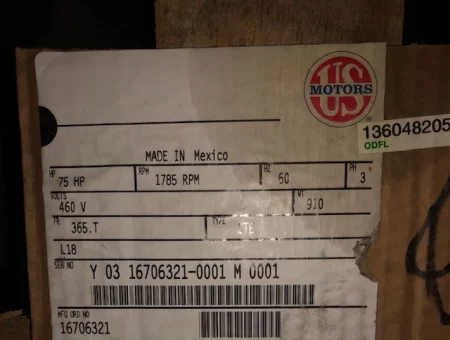 US
MOTORS
®
136048205
ODFL
MADE IN Mexico
HP 75 HP RPM 1785 RPM HZ 60 PH 3
VOLTS 460 V WT 910
FR 365.T TYPE
L18
SER NO Y 03 16706321-0001 M 0001
MFG ORD NO
16706321